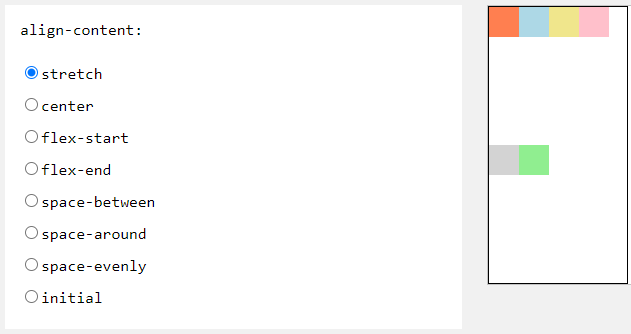 align-content:
stretch
center
flex-start
flex-end
space-between
space-around
space-evenly
initial